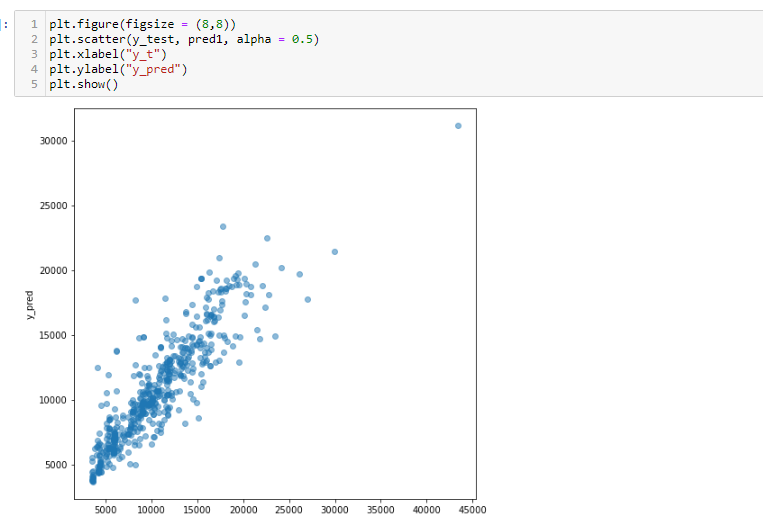 ]:
1 plt.figure(figsize = (8,8))
2 plt.scatter(y_test, pred1, alpha = 0.5)
3 plt.xlabel("y_t")
4 plt.ylabel("y_pred")
5 plt.show()
30000
25000
20000
15000
10000
5000
y_pred
5000 10000 15000 20000 25000 30000 35000 40000 45000